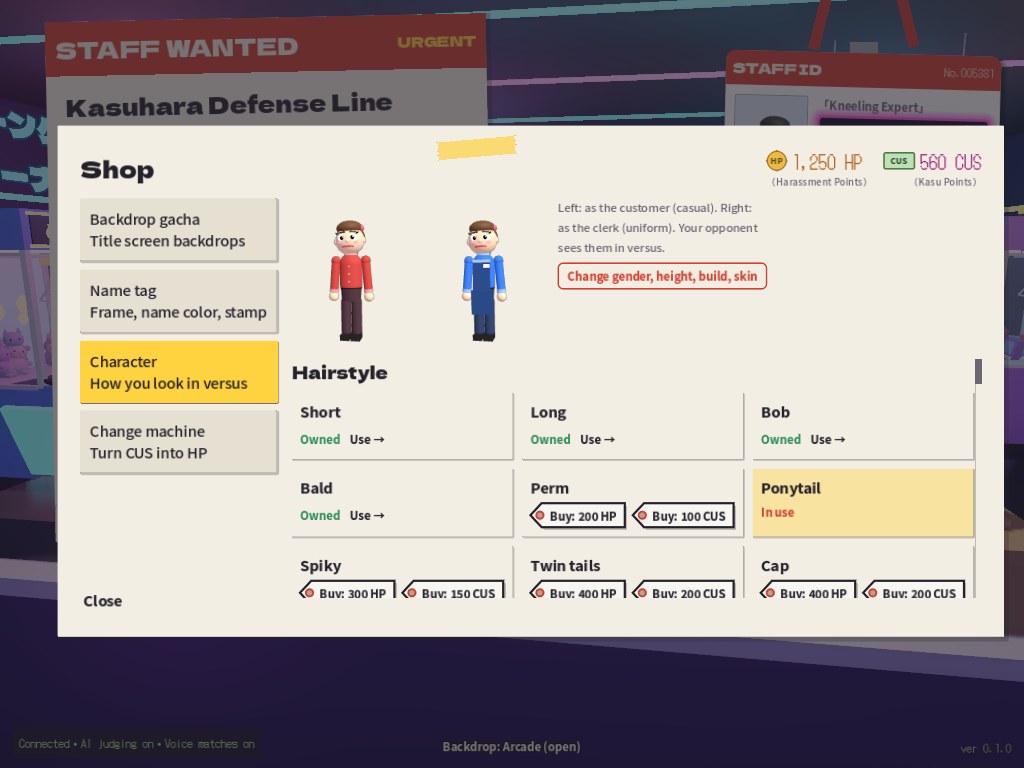 STAFF WANTED
URGENT
Kasuhara Defense Line
STAFF ID
No. 005381
「Kneeling Expert」
Shop
HP 1,250 HP
(Harassment Points)
CUS 560 CUS
(Kasu Points)
Backdrop gacha
Title screen backdrops
Name tag
Frame, name color, stamp
Character
How you look in versus
Change machine
Turn CUS into HP
Close
Left: as the customer (casual). Right:
as the clerk (uniform). Your opponent
sees them in versus.
Change gender, height, build, skin
Hairstyle
Short
Owned Use →
Long
Owned Use →
Bob
Owned Use →
Bald
Owned Use →
Perm
Buy: 200 HP Buy: 100 CUS
Ponytail
In use
Spiky
Buy: 300 HP Buy: 150 CUS
Twin tails
Buy: 400 HP Buy: 200 CUS
Cap
Buy: 400 HP Buy: 200 CUS
Connected • AI judging on • Voice matches on
Backdrop: Arcade (open)
ver 0.1.0